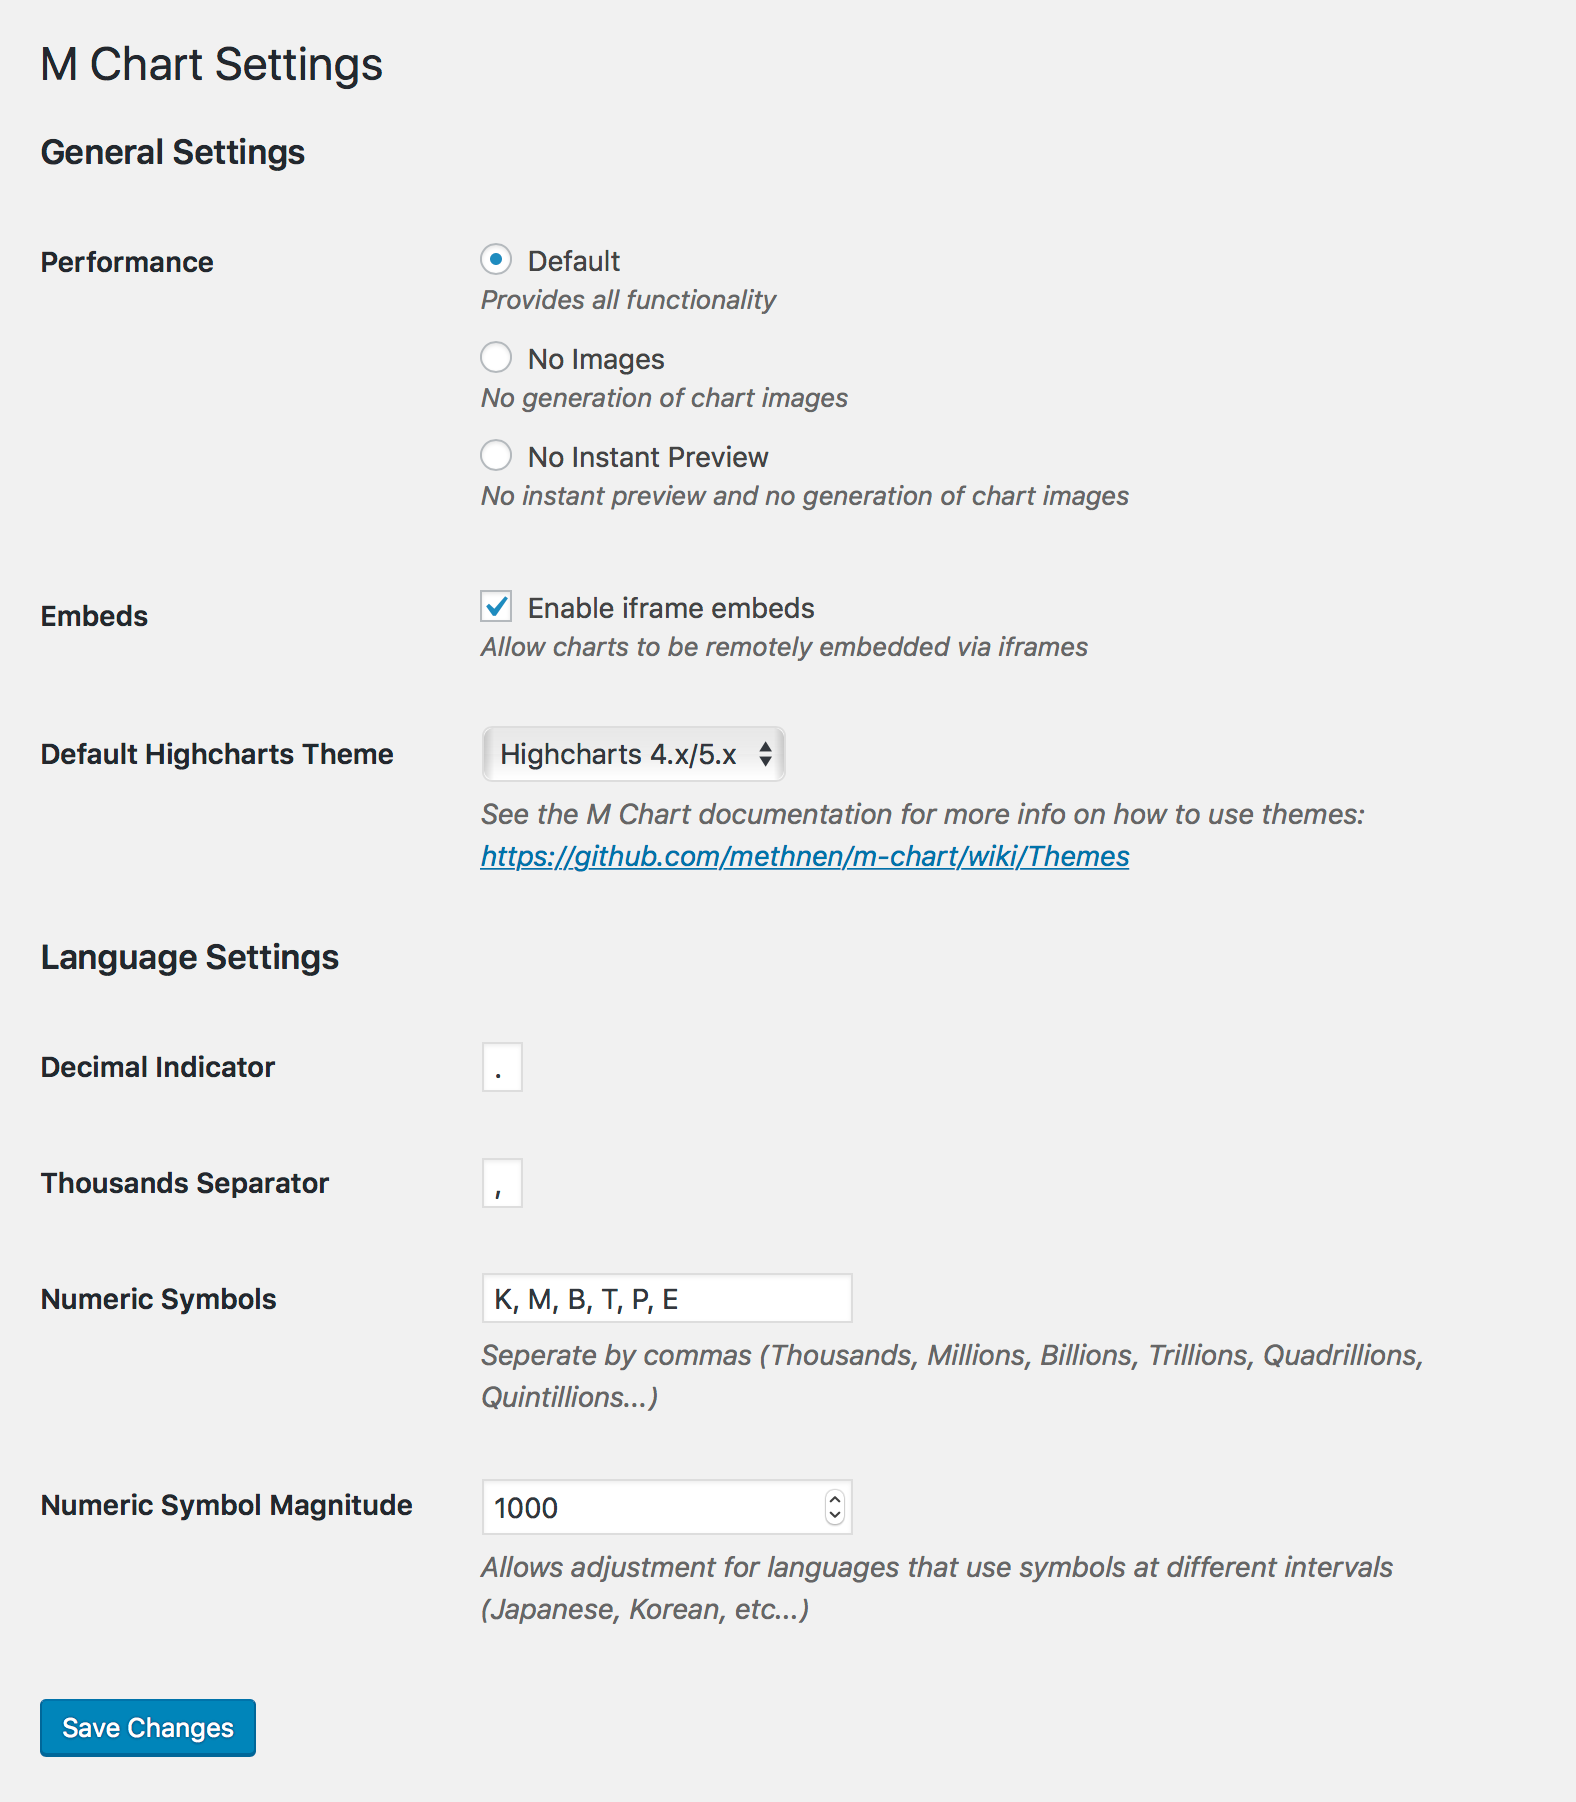 M Chart Settings
General Settings
Performance
Default
Provides all functionality
No Images
No generation of chart images
No Instant Preview
No instant preview and no generation of chart images
Embeds
Enable iframe embeds
Allow charts to be remotely embedded via iframes
Default Highcharts Theme
Highcharts 4.x/5.x
See the M Chart documentation for more info on how to use themes:
https://github.com/methnen/m-chart/wiki/Themes
Language Settings
Decimal Indicator
.
Thousands Separator
,
Numeric Symbols
K, M, B, T, P, E
Seperate by commas (Thousands, Millions, Billions, Trillions, Quadrillions,
Quintillions...)
Numeric Symbol Magnitude
1000
Allows adjustment for languages that use symbols at different intervals
(Japanese, Korean, etc...)
Save Changes